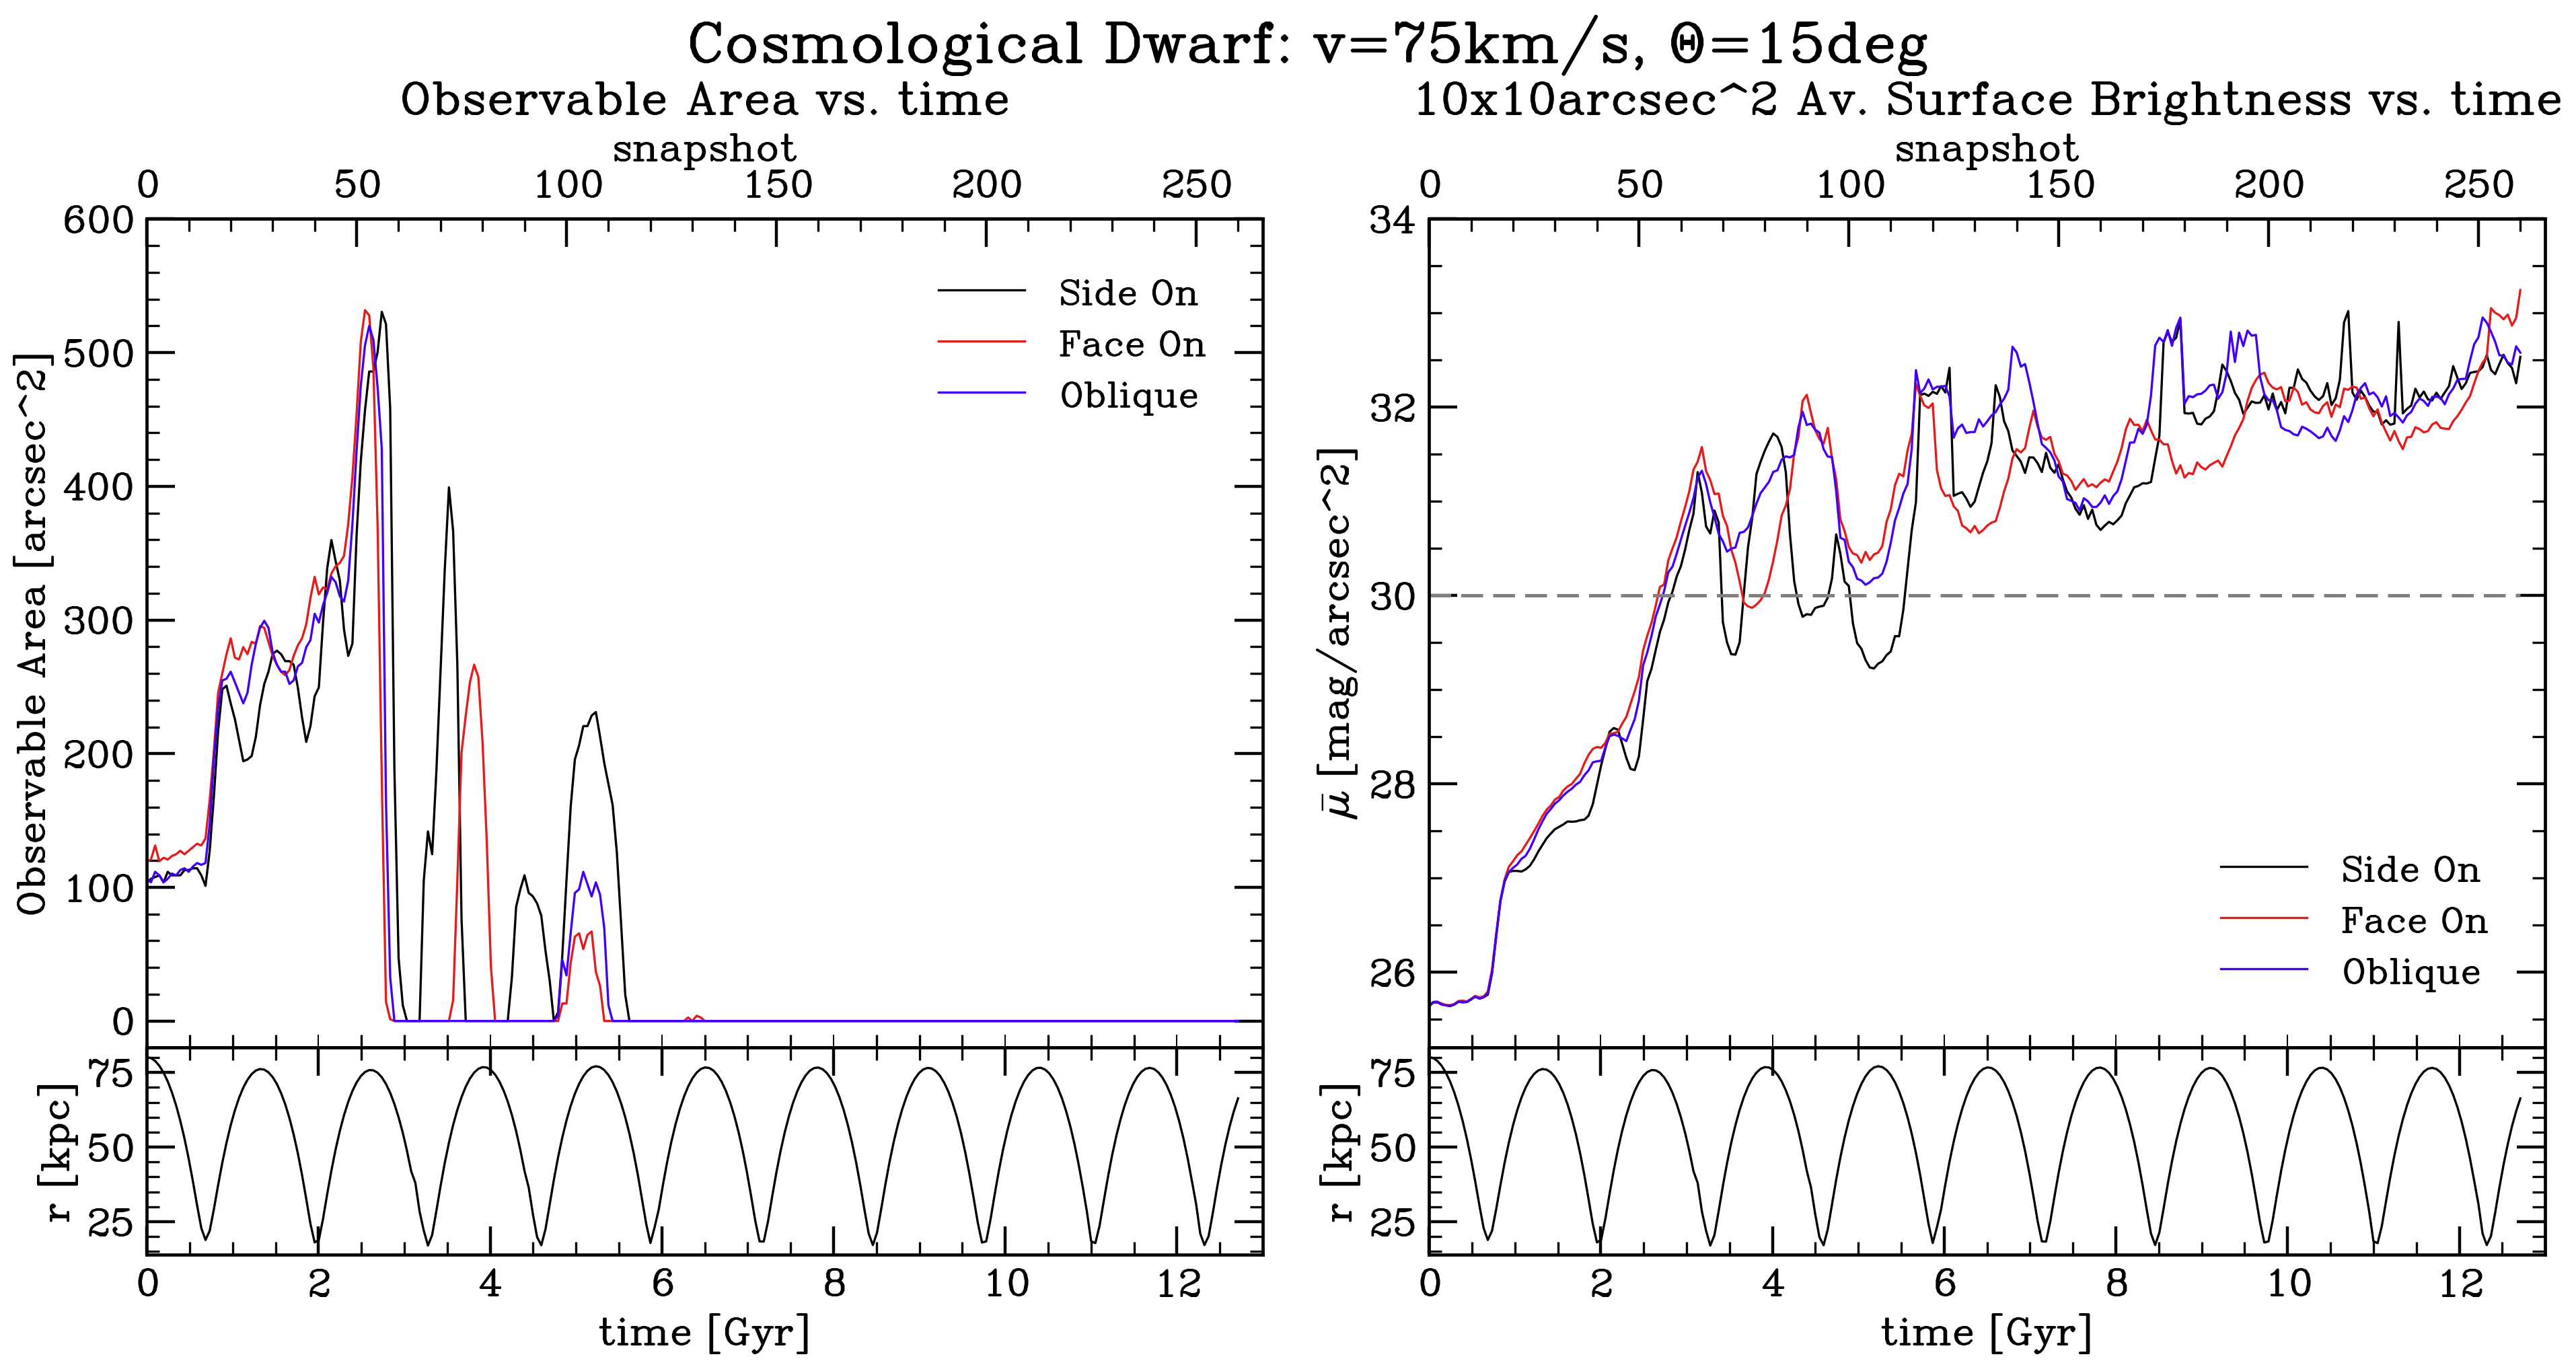 Cosmological Dwarf: v=75km/s, Θ=15deg
Observable Area vs. time
snapshot
0 50 100 150 200 250
600
500
400
300
200
100
0
Observable Area [arcsec^2]
Side On
Face On
Oblique
75
50
25
r [kpc]
0 2 4 6 8 10 12
time [Gyr]
10x10arcsec^2 Av. Surface Brightness vs. time
snapshot
0 50 100 150 200 250
34
32
30
28
26
μ̄ [mag/arcsec^2]
Side On
Face On
Oblique
75
50
25
r [kpc]
0 2 4 6 8 10 12
time [Gyr]